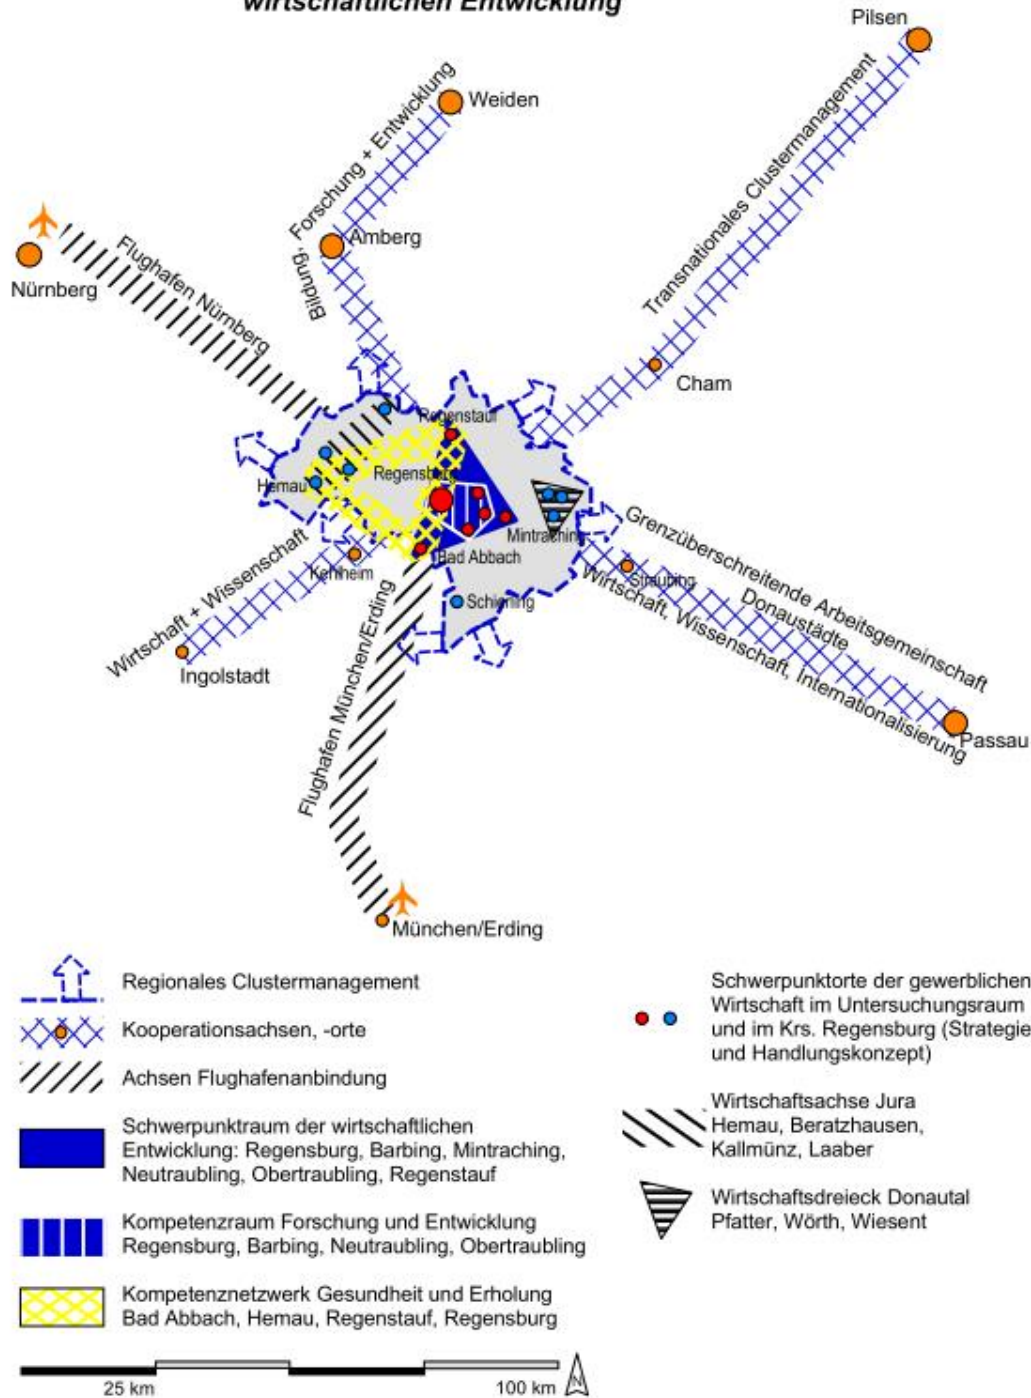 wirtschaftlichen Entwicklung
Pilsen
Weiden
Bildung, Forschung + Entwicklung
Transnationales Clustermanagement
Amberg
Flughafen Nürnberg
Nürnberg
Cham
Regenstauf
Regensburg
Hemau
Mintraching
Bad Abbach
Kehlheim
Schierling
Straubing
Grenzüberschreitende Arbeitsgemeinschaft
Donaustädte
Wirtschaft, Wissenschaft, Internationalisierung
Wirtschaft + Wissenschaft
Ingolstadt
Flughafen München/Erding
Passau
München/Erding
Regionales Clustermanagement
Kooperationsachsen, -orte
Achsen Flughafenanbindung
Schwerpunktraum der wirtschaftlichen
Entwicklung: Regensburg, Barbing, Mintraching,
Neutraubling, Obertraubling, Regenstauf
Kompetenzraum Forschung und Entwicklung
Regensburg, Barbing, Neutraubling, Obertraubling
Kompetenznetzwerk Gesundheit und Erholung
Bad Abbach, Hemau, Regenstauf, Regensburg
Schwerpunktorte der gewerblichen
Wirtschaft im Untersuchungsraum
und im Krs. Regensburg (Strategie
und Handlungskonzept)
Wirtschaftsachse Jura
Hemau, Beratzhausen,
Kallmünz, Laaber
Wirtschaftsdreieck Donautal
Pfatter, Wörth, Wiesent
25 km
100 km
N